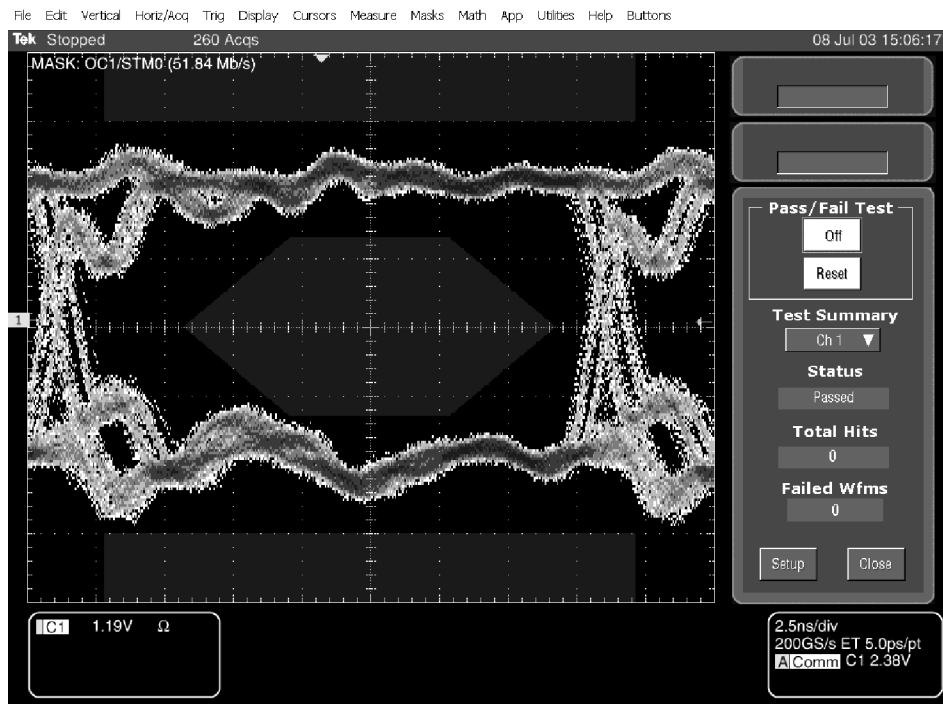 File Edit Vertical Horiz/Acq Trig Display Cursors Measure Masks Math App Utilities Help Buttons
Tek Stopped 260 Acqs 08 Jul 03 15:06:17
MASK: OC1/STM0 (51.84 Mb/s)
Pass/Fail Test
Off
Reset
1
Test Summary
Ch 1
Status
Passed
Total Hits
0
Failed Wfms
0
Setup Close
C1 1.19V Ω
2.5ns/div
200GS/s ET 5.0ps/pt
A Comm C1 2.38V